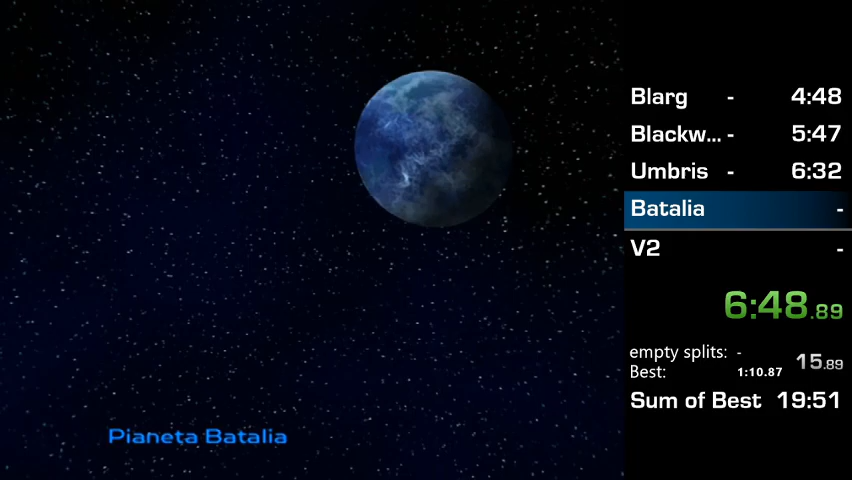 Blarg - 4:48
Blackw... - 5:47
Umbris - 6:32
Batalia -
V2 -
6:48.89
empty splits: - 15.89
Best: 1:10.87
Sum of Best 19:51
Pianeta Batalia